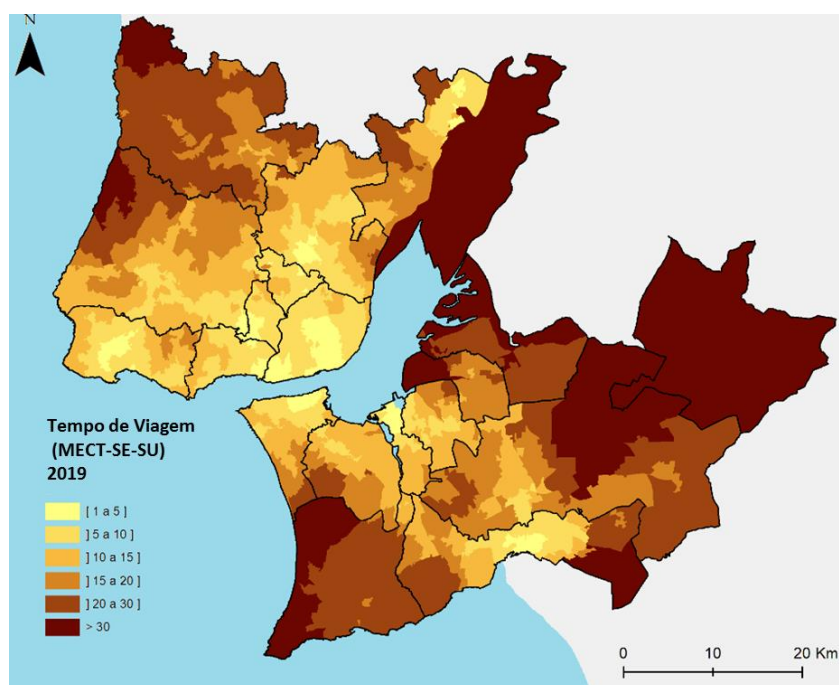 N
Tempo de Viagem
(MECT-SE-SU)
2019
[ 1 a 5 ]
] 5 a 10 ]
] 10 a 15 ]
] 15 a 20 ]
] 20 a 30 ]
> 30
0 10 20 Km